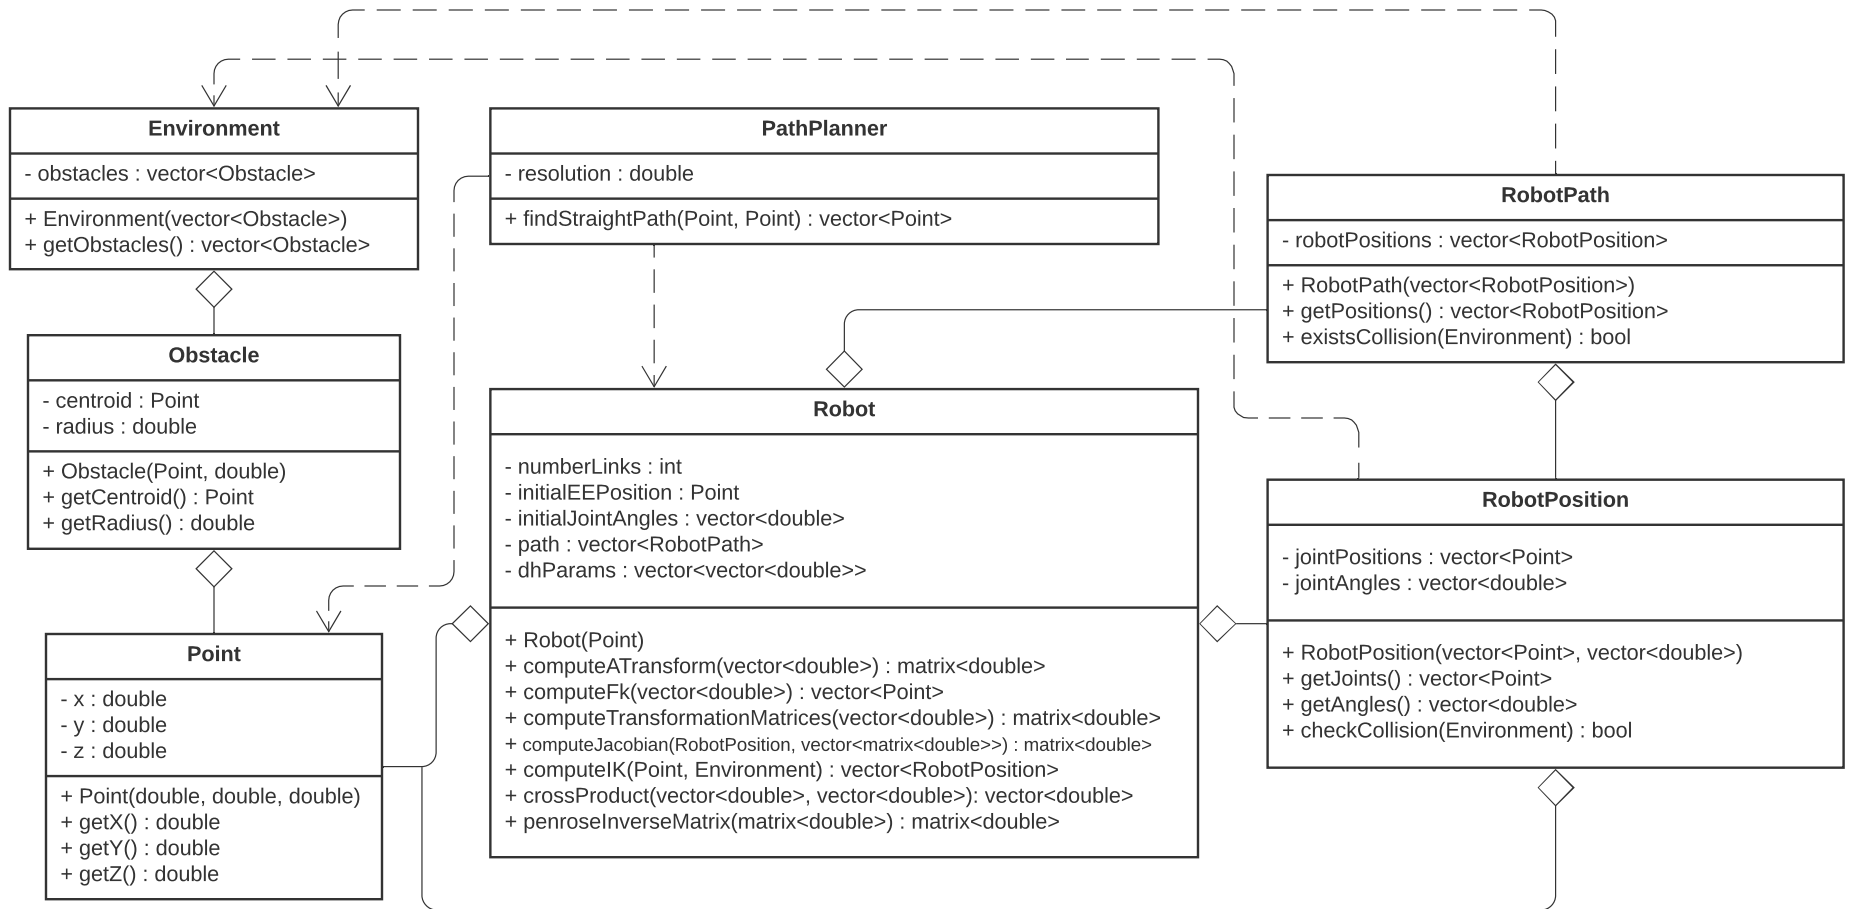 Environment
- obstacles : vector<Obstacle>
+ Environment(vector<Obstacle>)
+ getObstacles() : vector<Obstacle>
PathPlanner
- resolution : double
+ findStraightPath(Point, Point) : vector<Point>
RobotPath
- robotPositions : vector<RobotPosition>
+ RobotPath(vector<RobotPosition>)
+ getPositions() : vector<RobotPosition>
+ existsCollision(Environment) : bool
Obstacle
- centroid : Point
- radius : double
+ Obstacle(Point, double)
+ getCentroid() : Point
+ getRadius() : double
Robot
- numberLinks : int
- initialEEPosition : Point
- initialJointAngles : vector<double>
- path : vector<RobotPath>
- dhParams : vector<vector<double>>
+ Robot(Point)
+ computeATransform(vector<double>) : matrix<double>
+ computeFk(vector<double>) : vector<Point>
+ computeTransformationMatrices(vector<double>) : matrix<double>
+ computeJacobian(RobotPosition, vector<matrix<double>>) : matrix<double>
+ computeIK(Point, Environment) : vector<RobotPosition>
+ crossProduct(vector<double>, vector<double>): vector<double>
+ penroseInverseMatrix(matrix<double>) : matrix<double>
RobotPosition
- jointPositions : vector<Point>
- jointAngles : vector<double>
+ RobotPosition(vector<Point>, vector<double>)
+ getJoints() : vector<Point>
+ getAngles() : vector<double>
+ checkCollision(Environment) : bool
Point
- x : double
- y : double
- z : double
+ Point(double, double, double)
+ getX() : double
+ getY() : double
+ getZ() : double